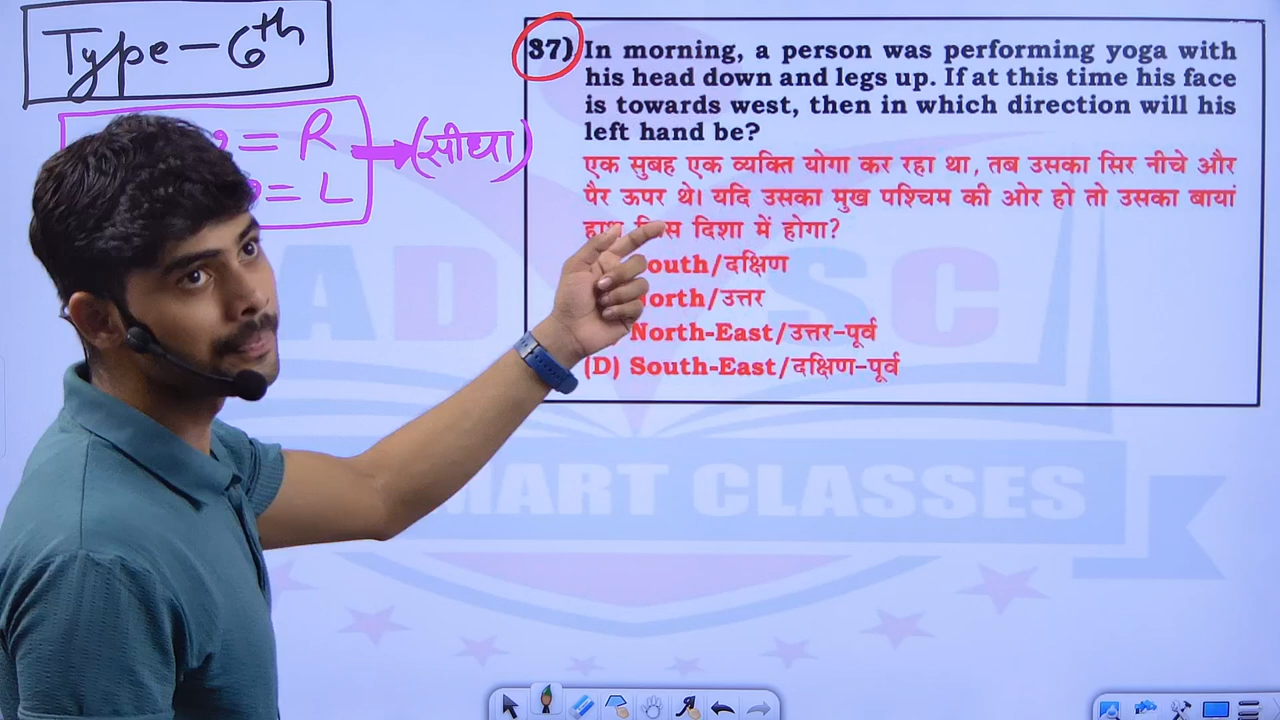 Type-6th
= R
= L
(सीधा)
37) In morning, a person was performing yoga with
his head down and legs up. If at this time his face
is towards west, then in which direction will his
left hand be?
एक सुबह एक व्यक्ति योगा कर रहा था, तब उसका सिर नीचे और
पैर ऊपर थे। यदि उसका मुख पश्चिम की ओर हो तो उसका बायां
दिशा में होगा?
outh/दक्षिण
orth/उत्तर
North-East/उत्तर-पूर्व
(D) South-East/दक्षिण-पूर्व
AD SC
MART CLASSES